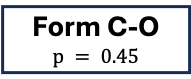 Form C-O
p = 0.45